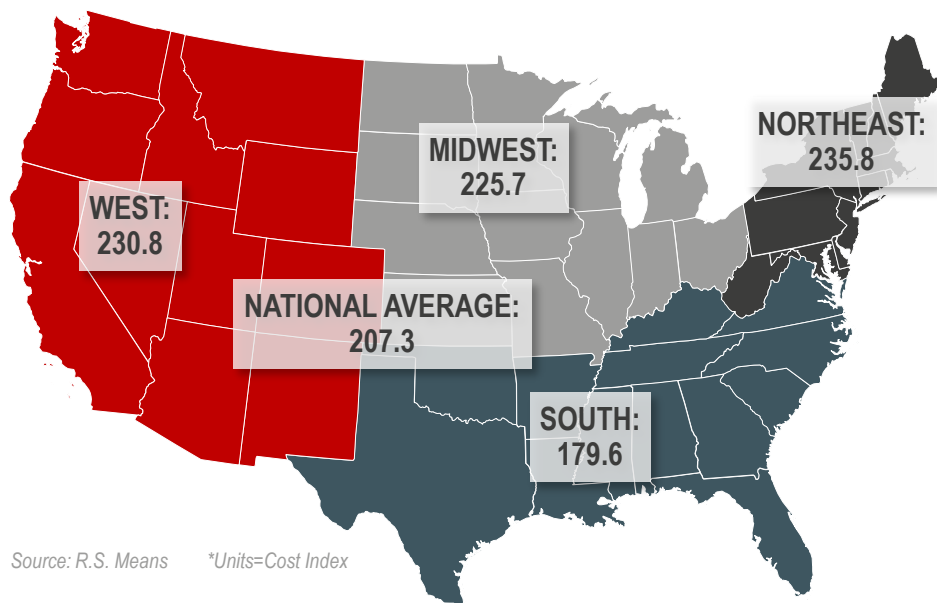 NORTHEAST:
235.8
MIDWEST:
225.7
WEST:
230.8
NATIONAL AVERAGE:
207.3
SOUTH:
179.6
Source: R.S. Means *Units=Cost Index